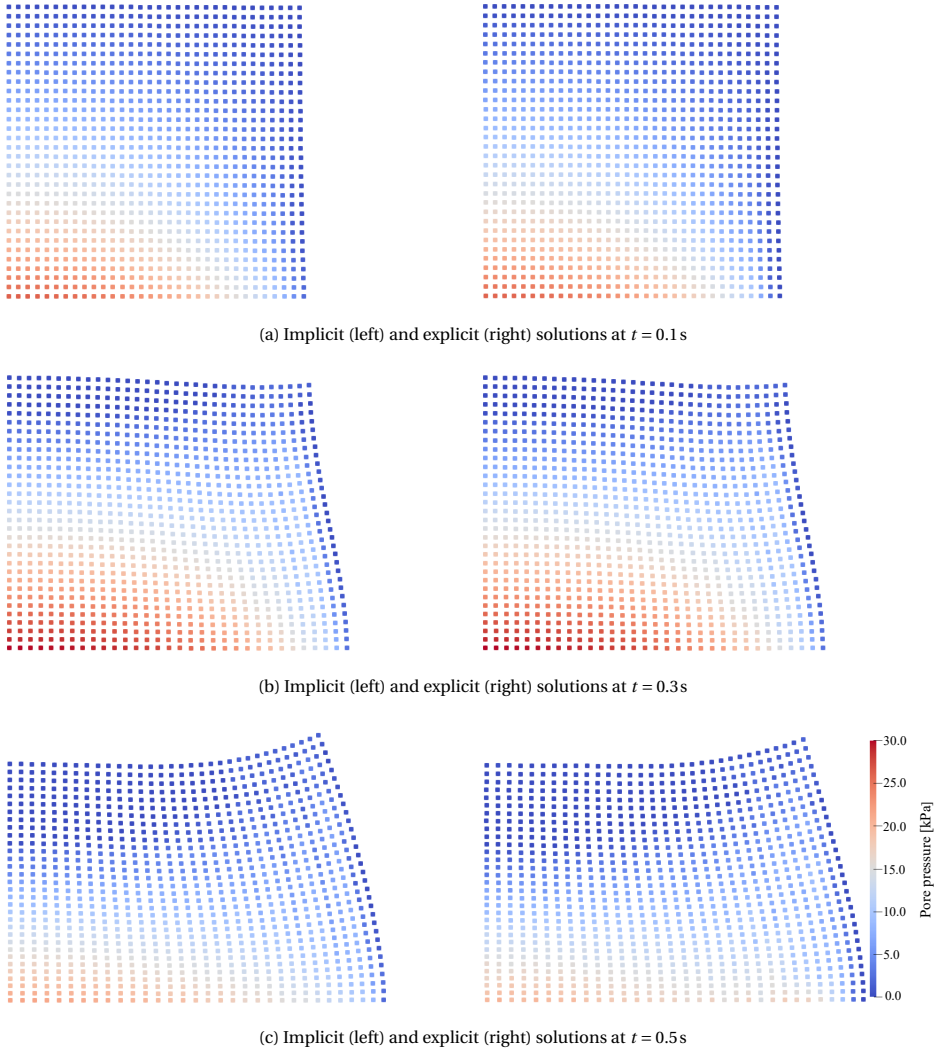 (a) Implicit (left) and explicit (right) solutions at t = 0.1 s
(b) Implicit (left) and explicit (right) solutions at t = 0.3 s
30.0
25.0
20.0
15.0
10.0
5.0
0.0
Pore pressure [kPa]
(c) Implicit (left) and explicit (right) solutions at t = 0.5 s